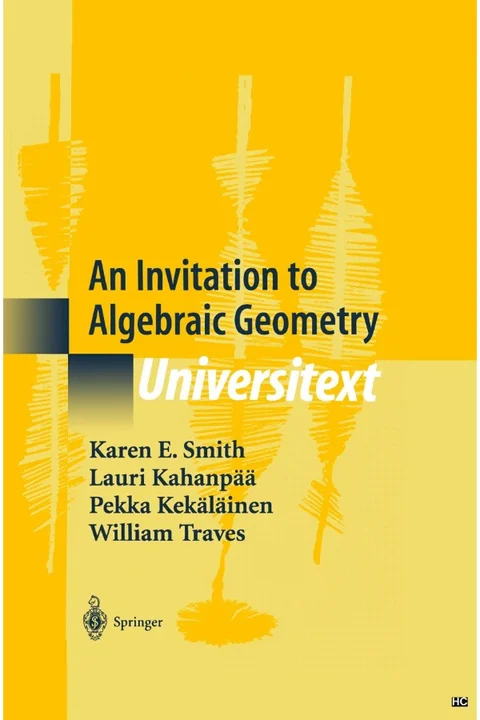 An Invitation to
Algebraic Geometry
Universitext
Karen E. Smith
Lauri Kahanpää
Pekka Kekäläinen
William Traves
Springer
HC